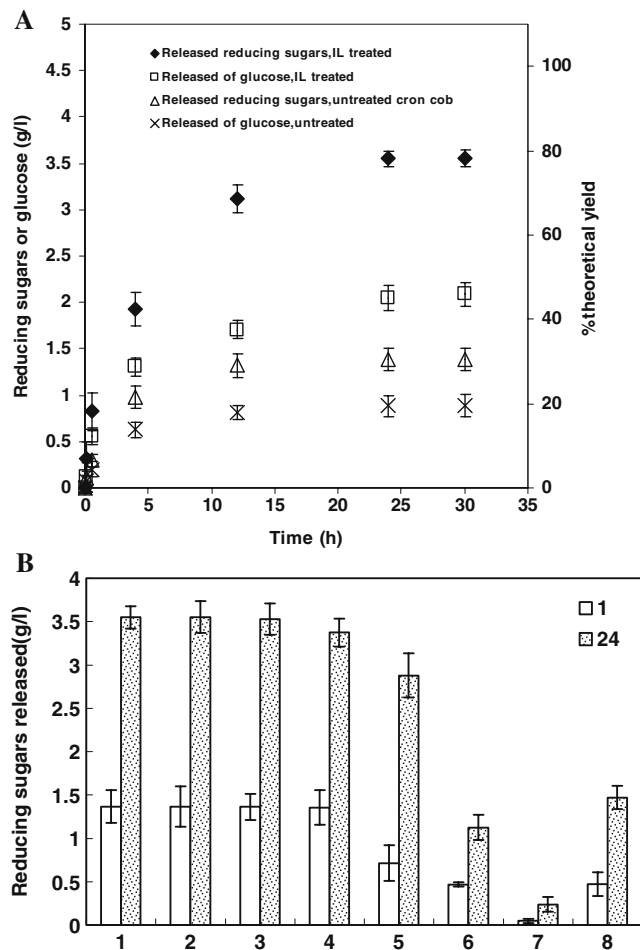 A
Reducing sugars or glucose (g/l)
5
4.5
4
3.5
3
2.5
2
1.5
1
0.5
0
Released reducing sugars,IL treated
Released of glucose,IL treated
Released reducing sugars,untreated cron cob
Released of glucose,untreated
100
80
60
40
20
0
%theoretical yield
0 5 10 15 20 25 30 35
Time (h)
B
Reducing sugars released(g/l)
4
3.5
3
2.5
2
1.5
1
0.5
0
1
24
1 2 3 4 5 6 7 8